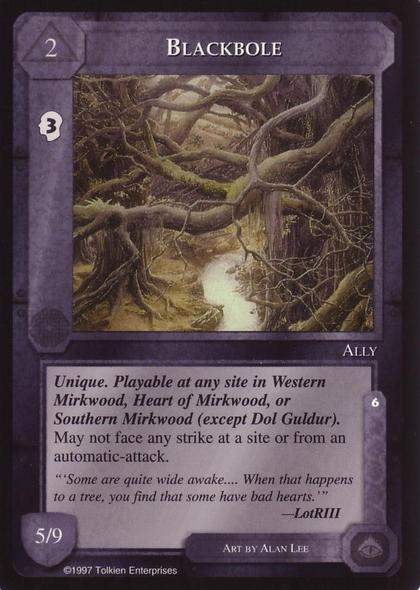 2
BLACKBOLE
3
ALLY
Unique. Playable at any site in Western
Mirkwood, Heart of Mirkwood, or
Southern Mirkwood (except Dol Guldur).
May not face any strike at a site or from an
automatic-attack.
6
“‘Some are quite wide awake.... When that happens
to a tree, you find that some have bad hearts.’”
—LotRIII
5/9
ART BY ALAN LEE
©1997 Tolkien Enterprises